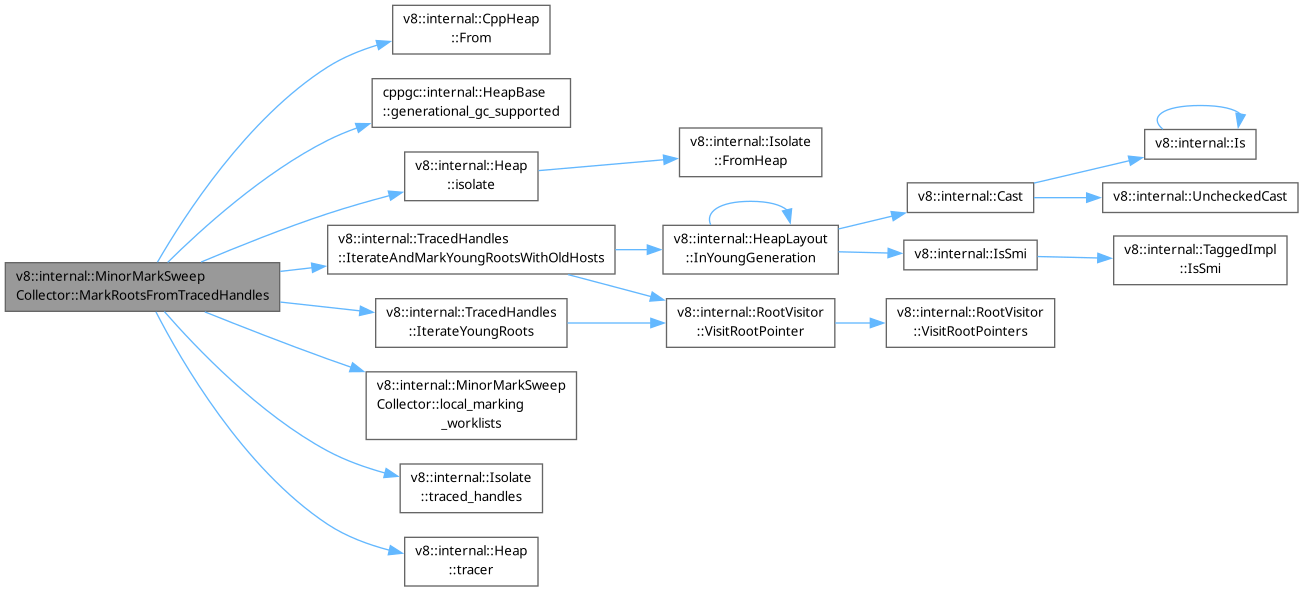 v8::internal::MinorMarkSweep
Collector::MarkRootsFromTracedHandles
v8::internal::CppHeap
::From
cppgc::internal::HeapBase
::generational_gc_supported
v8::internal::Heap
::isolate
v8::internal::Isolate
::FromHeap
v8::internal::TracedHandles
::IterateAndMarkYoungRootsWithOldHosts
v8::internal::HeapLayout
::InYoungGeneration
v8::internal::Cast
v8::internal::Is
v8::internal::UncheckedCast
v8::internal::IsSmi
v8::internal::TaggedImpl
::IsSmi
v8::internal::TracedHandles
::IterateYoungRoots
v8::internal::RootVisitor
::VisitRootPointer
v8::internal::RootVisitor
::VisitRootPointers
v8::internal::MinorMarkSweep
Collector::local_marking
_worklists
v8::internal::Isolate
::traced_handles
v8::internal::Heap
::tracer